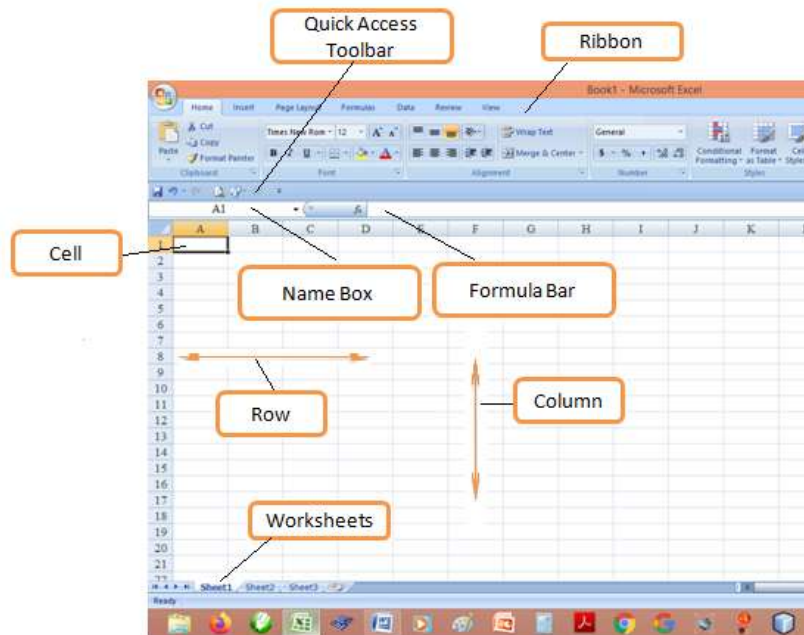 Quick Access
Toolbar
Ribbon
Book1 - Microsoft Excel
Home Insert Page Layout Formulas Data Review View
Paste
Cut
Copy
Format Painter
Clipboard
Times New Rom 12 A A
B I U A
Font
Wrap Text
Merge & Center
Alignment
General
$ % ,
Number
Conditional
Formatting
Format
as Table
Cell
Styles
Styles
A1
fx
A B C D E F G H I J K
Cell
Name Box
Formula Bar
1
2
3
4
5
6
7
8
9
10
11
12
13
14
15
16
17
18
19
20
21
22
Row
Column
Worksheets
Sheet1 Sheet2 Sheet3
Ready